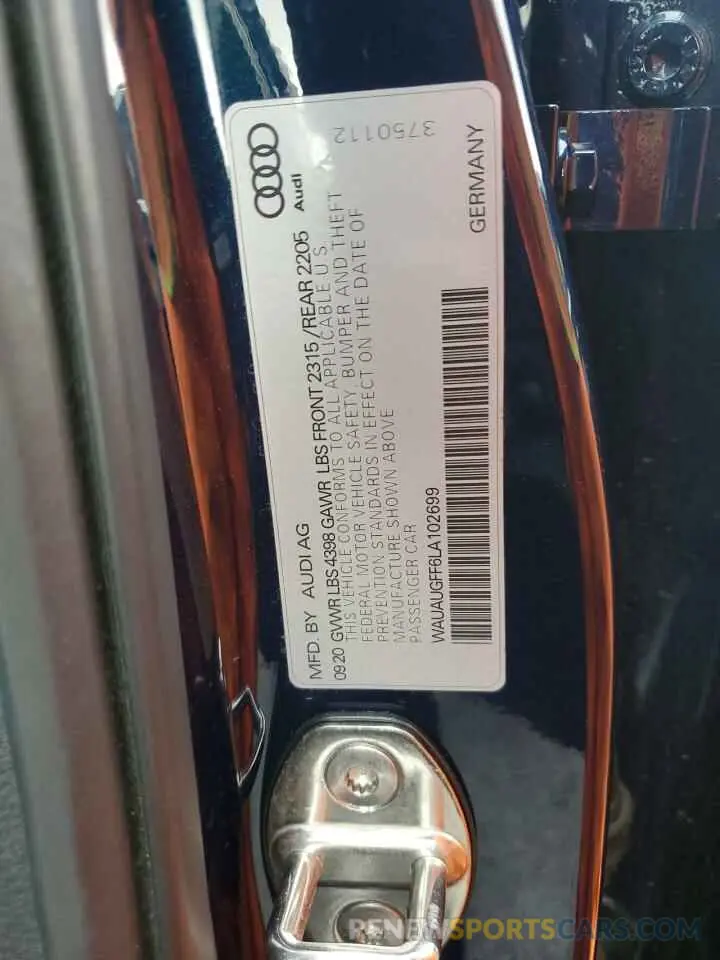 MFD. BY AUDI AG
Audi
0920 GVWR LBS 4398 GAWR LBS FRONT 2315 /REAR 2205
THIS VEHICLE CONFORMS TO ALL APPLICABLE U S
FEDERAL MOTOR VEHICLE SAFETY, BUMPER AND THEFT
PREVENTION STANDARDS IN EFFECT ON THE DATE OF
MANUFACTURE SHOWN ABOVE
PASSENGER CAR
3750112
WAUAUGFF6LA102699
GERMANY
RENEWSPORTSCARS.COM